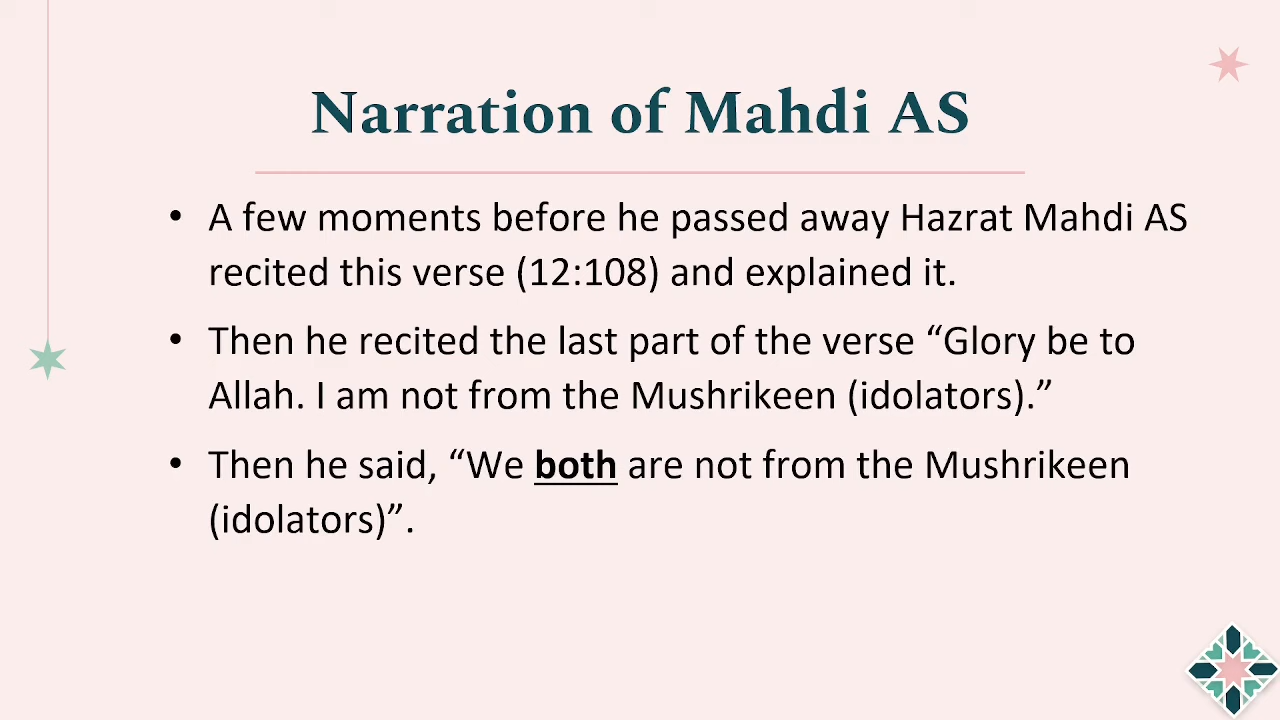 Narration of Mahdi AS
• A few moments before he passed away Hazrat Mahdi AS
recited this verse (12:108) and explained it.
• Then he recited the last part of the verse “Glory be to
Allah. I am not from the Mushrikeen (idolators).”
• Then he said, “We both are not from the Mushrikeen
(idolators)”.